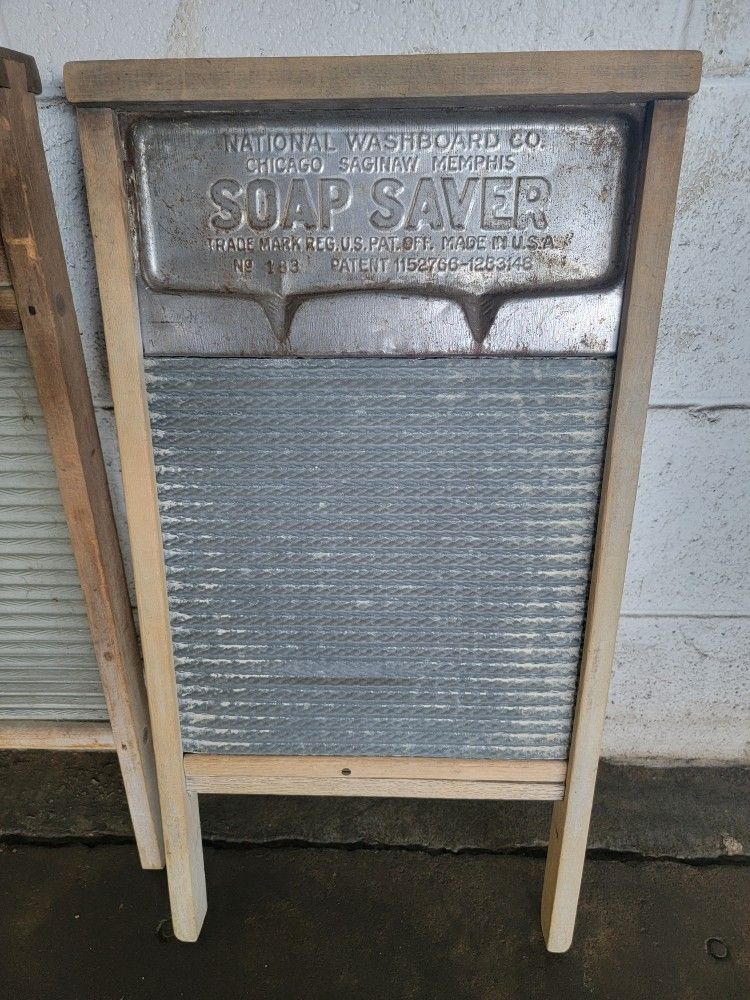 NATIONAL WASHBOARD CO.
CHICAGO SAGINAW MEMPHIS
SOAP SAVER
TRADE MARK REG. U.S. PAT. OFF. MADE IN U.S.A.
Nº 183 PATENT 1152766-1283148